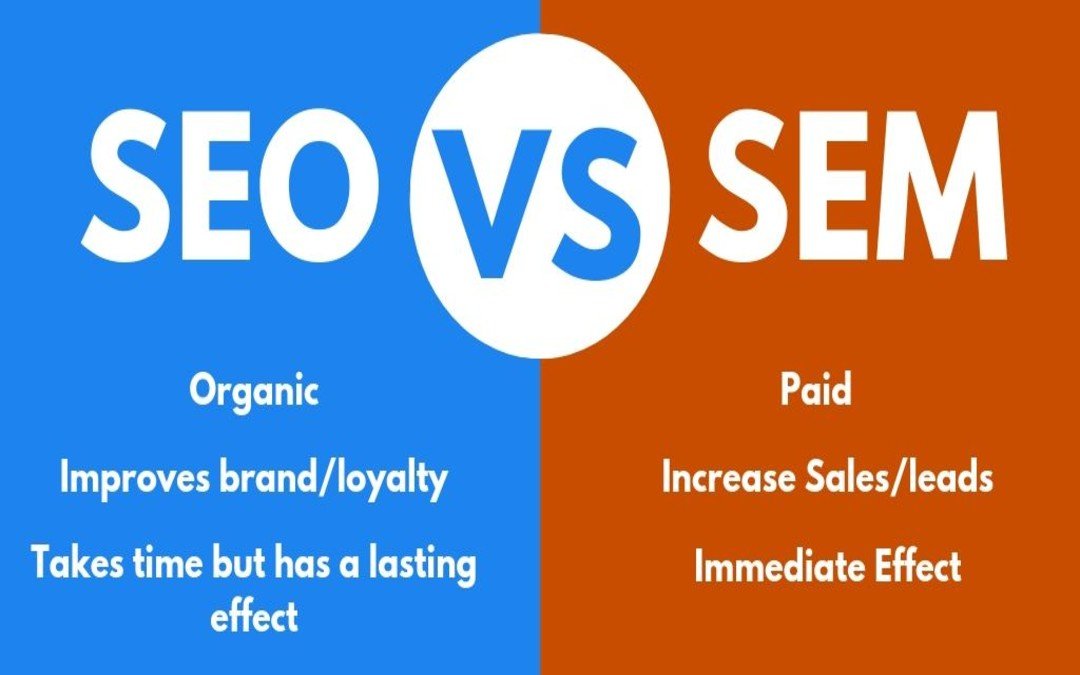 SEO VS SEM
Organic
Improves brand/loyalty
Takes time but has a lasting
effect
Paid
Increase Sales/leads
Immediate Effect